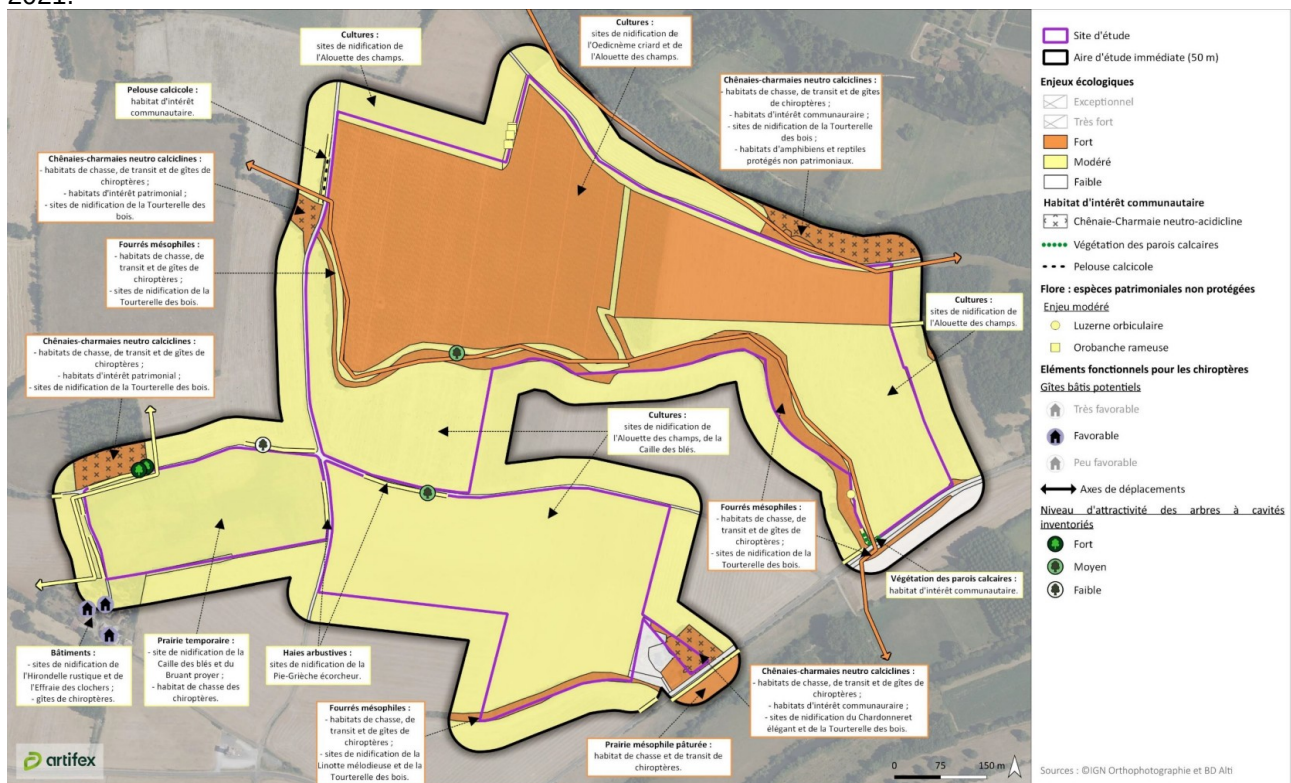 2021.
Cultures :
sites de nidification de
l'Alouette des champs.
Cultures :
sites de nidification de
l'Oedicnème criard et de
l'Alouette des champs.
Chênaies-charmaies neutro calciclines :
- habitats de chasse, de transit et de gîtes
de chiroptères ;
- habitats d'intérêt communauraire ;
- sites de nidification de la Tourterelle
des bois ;
- habitats d'amphibiens et reptiles
protégés non patrimoniaux.
Pelouse calcicole :
habitat d'intérêt
communautaire.
Chênaies-charmaies neutro calciclines :
- habitats de chasse, de transit et de gîtes
de chiroptères ;
- habitats d'intérêt patrimonial ;
- sites de nidification de la Tourterelle des
bois.
Fourrés mésophiles :
- habitats de chasse, de
transit et de gîtes de
chiroptères ;
- sites de nidification de la
Tourterelle des bois.
Chênaies-charmaies neutro calciclines :
- habitats de chasse, de transit et de gîtes de
chiroptères ;
- habitats d'intérêt patrimonial ;
- sites de nidification de la Tourterelle des bois.
Cultures :
sites de nidification de
l'Alouette des champs.
Cultures :
sites de nidification de
l'Alouette des champs, de la
Caille des blés.
Fourrés mésophiles :
- habitats de chasse, de
transit et de gîtes de
chiroptères ;
- sites de nidification de la
Tourterelle des bois.
Végétation des parois calcaires :
habitat d'intérêt communautaire.
Bâtiments :
- sites de nidification de
l'Hirondelle rustique et de
l'Effraie des clochers ;
- gîtes de chiroptères.
Prairie temporaire :
- site de nidification de la
Caille des blés et du
Bruant proyer ;
- habitat de chasse des
chiroptères.
Haies arbustives :
sites de nidification de la
Pie-Grièche écorcheur.
Fourrés mésophiles :
- habitats de chasse, de
transit et de gîtes de
chiroptères ;
- sites de nidification de la
Linotte mélodieuse et de la
Tourterelle des bois.
Prairie mésophile pâturée :
habitat de chasse et de transit de
chiroptères.
Chênaies-charmaies neutro calciclines :
- habitats de chasse, de transit et de gîtes de
chiroptères ;
- habitats d'intérêt communauraire ;
- sites de nidification du Chardonneret
élégant et de la Tourterelle des bois.
artifex
0 75 150 m
Site d'étude
Aire d'étude immédiate (50 m)
Enjeux écologiques
Exceptionnel
Très fort
Fort
Modéré
Faible
Habitat d'intérêt communautaire
Chênaie-Charmaie neutro-acidicline
Végétation des parois calcaires
Pelouse calcicole
Flore : espèces patrimoniales non protégées
Enjeu modéré
Luzerne orbiculaire
Orobanche rameuse
Eléments fonctionnels pour les chiroptères
Gîtes bâtis potentiels
Très favorable
Favorable
Peu favorable
Axes de déplacements
Niveau d'attractivité des arbres à cavités
inventoriés
Fort
Moyen
Faible
Sources : ©IGN Orthophotographie et BD Alti